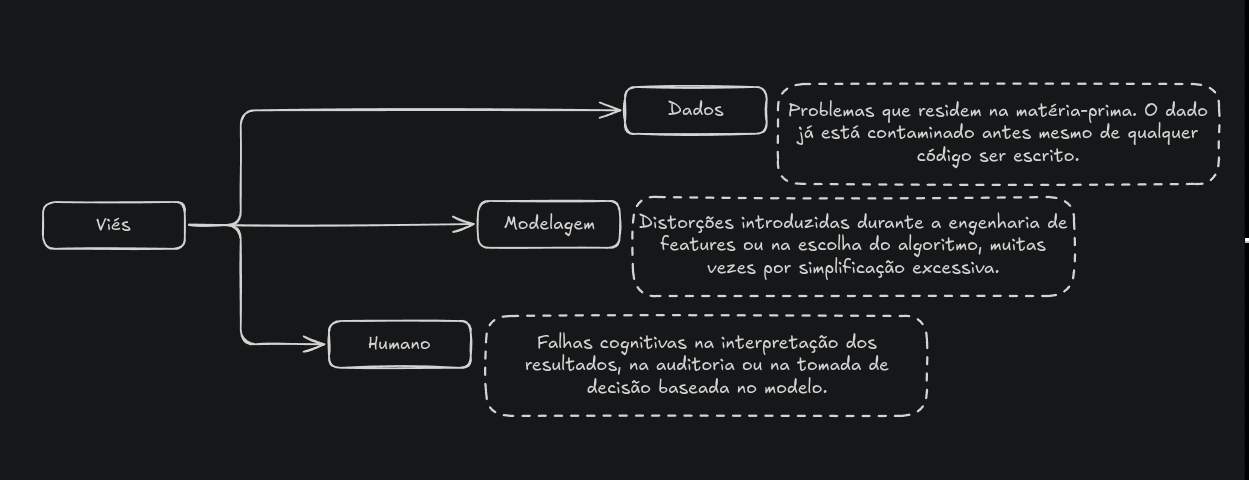 Dados
Problemas que residem na matéria-prima. O dado
já está contaminado antes mesmo de qualquer
código ser escrito.
Viés
Modelagem
Distorções introduzidas durante a engenharia de
features ou na escolha do algoritmo, muitas
vezes por simplificação excessiva.
Humano
Falhas cognitivas na interpretação dos
resultados, na auditoria ou na tomada de
decisão baseada no modelo.